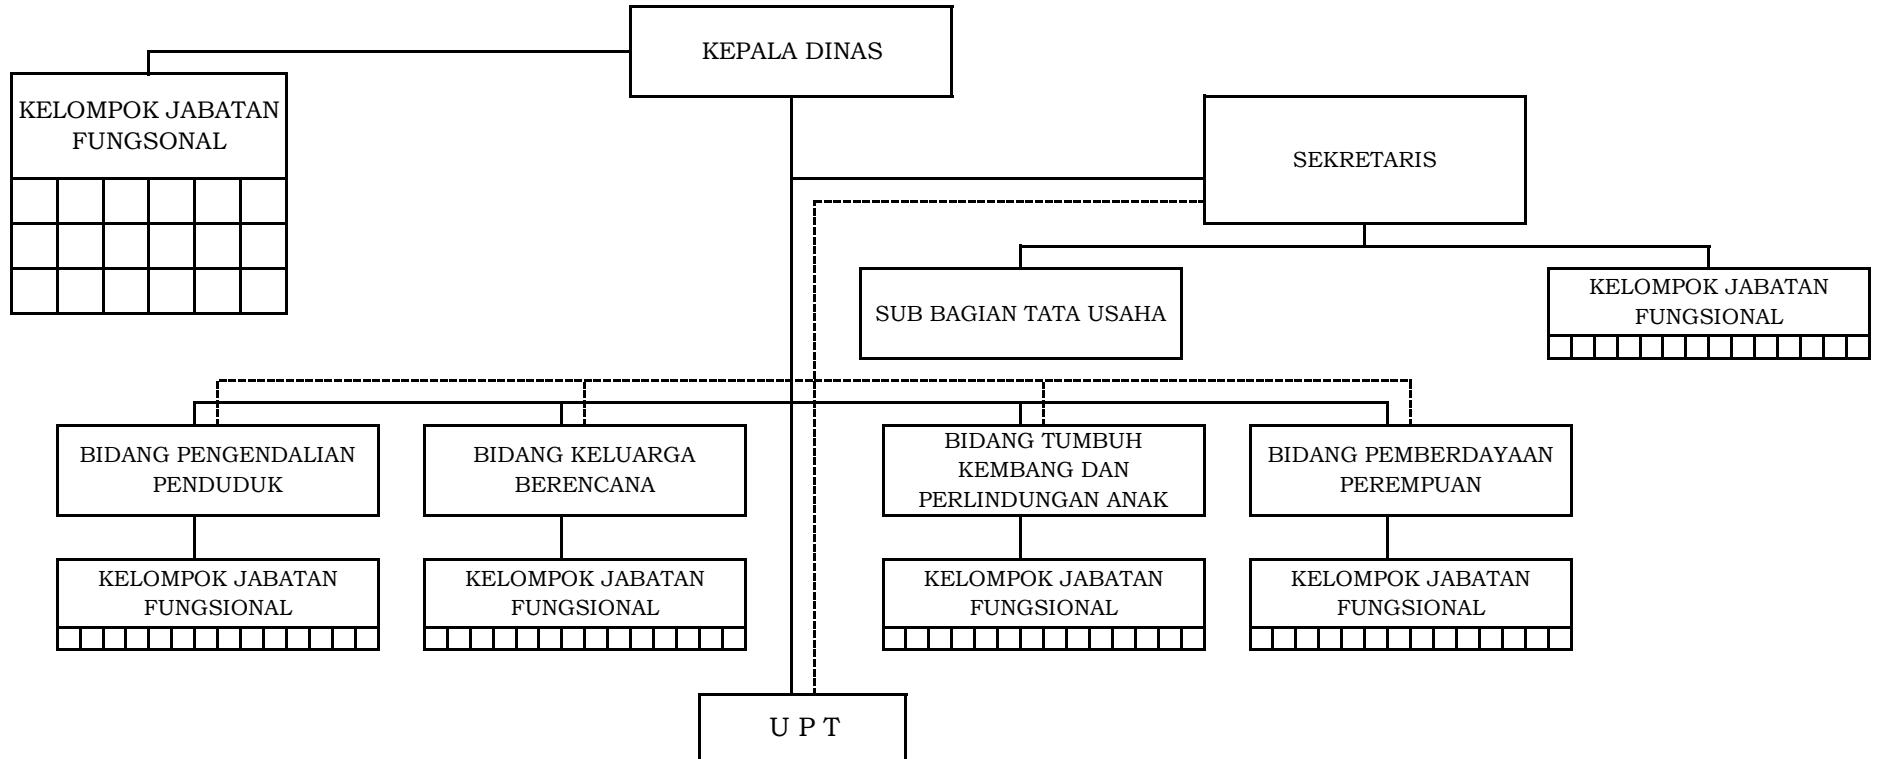 KEPALA DINAS
KELOMPOK JABATAN
FUNGSONAL
SEKRETARIS
SUB BAGIAN TATA USAHA
KELOMPOK JABATAN
FUNGSIONAL
BIDANG PENGENDALIAN
PENDUDUK
BIDANG KELUARGA
BERENCANA
BIDANG TUMBUH
KEMBANG DAN
PERLINDUNGAN ANAK
BIDANG PEMBERDAYAAN
PEREMPUAN
KELOMPOK JABATAN
FUNGSIONAL
KELOMPOK JABATAN
FUNGSIONAL
KELOMPOK JABATAN
FUNGSIONAL
KELOMPOK JABATAN
FUNGSIONAL
U P T